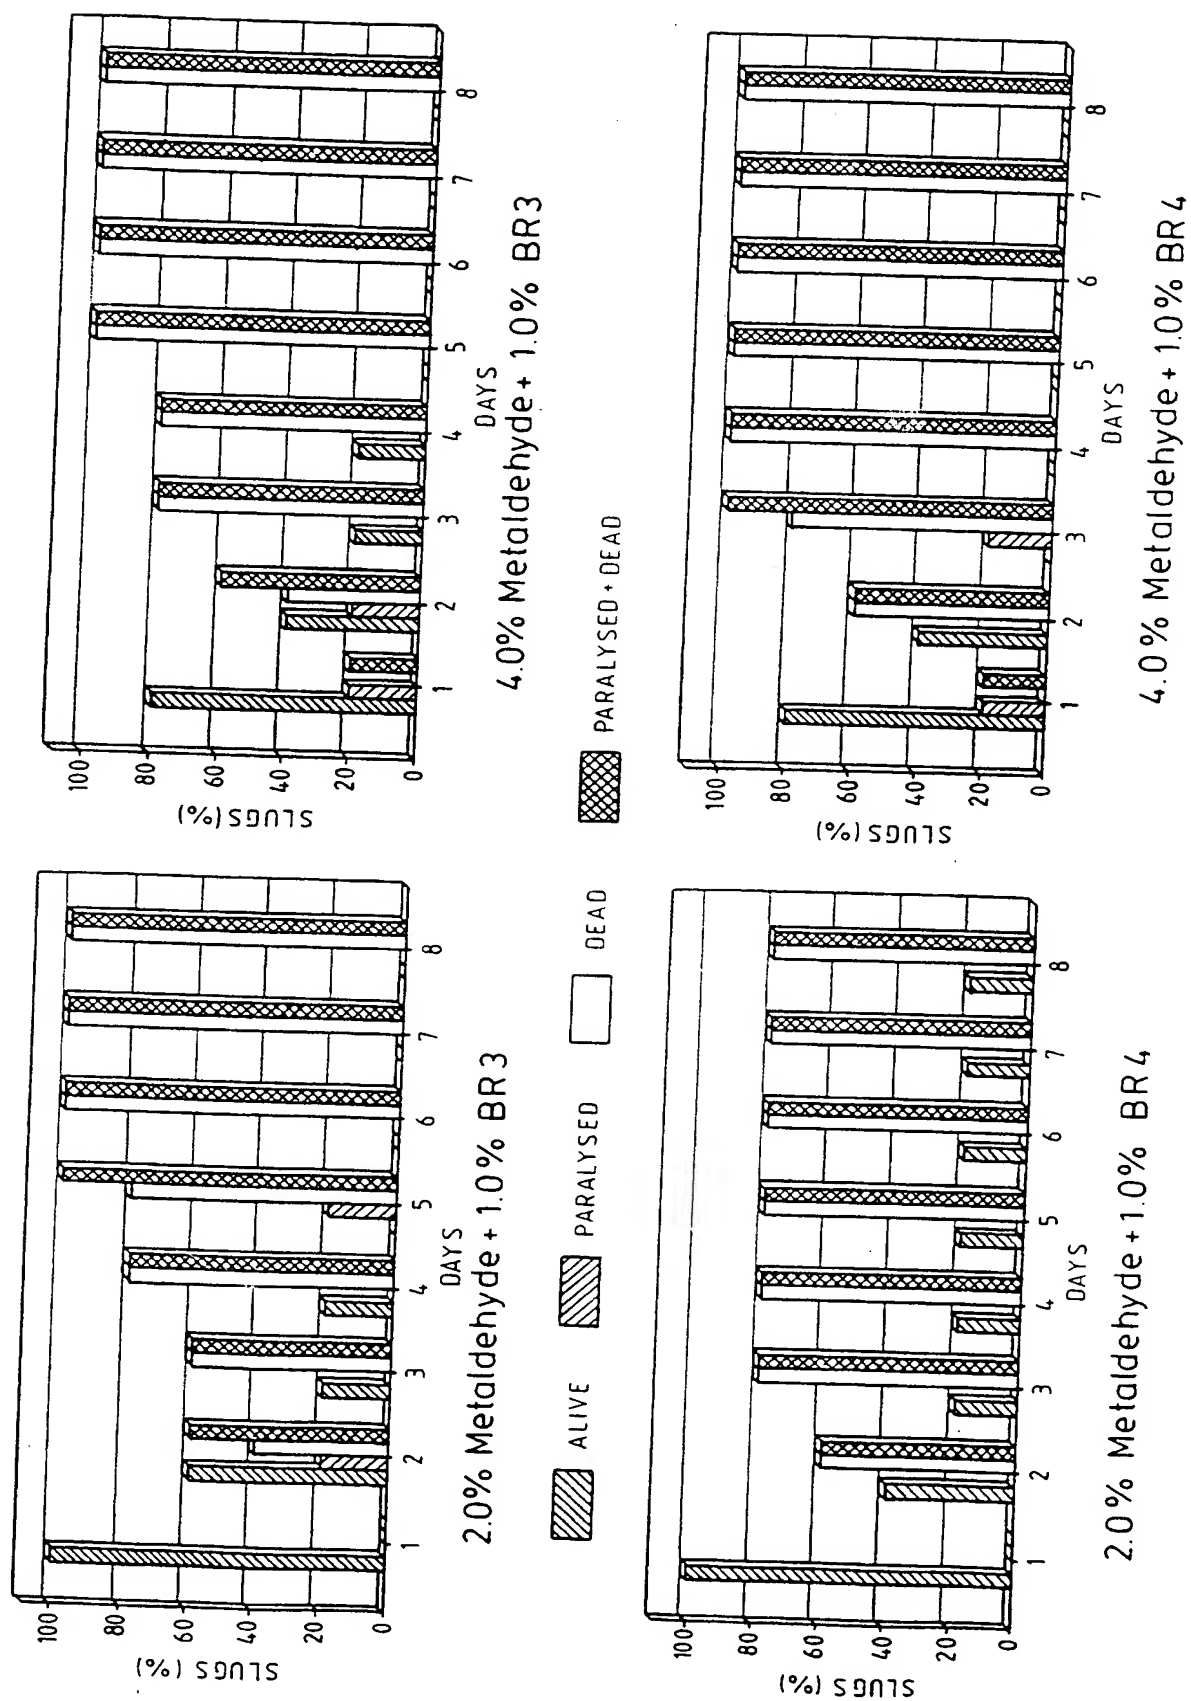 SLUGS (%)
100
80
60
40
20
0
1 2 3 4 5 6 7 8
DAYS
2.0% Metaldehyde + 1.0% BR3
SLUGS (%)
100
80
60
40
20
0
1 2 3 4 5 6 7 8
DAYS
4.0% Metaldehyde + 1.0% BR3
ALIVE
PARALYSED
DEAD
PARALYSED + DEAD
SLUGS (%)
100
80
60
40
20
0
1 2 3 4 5 6 7 8
DAYS
2.0% Metaldehyde + 1.0% BR4
SLUGS (%)
100
80
60
40
20
0
1 2 3 4 5 6 7 8
DAYS
4.0% Metaldehyde + 1.0% BR4